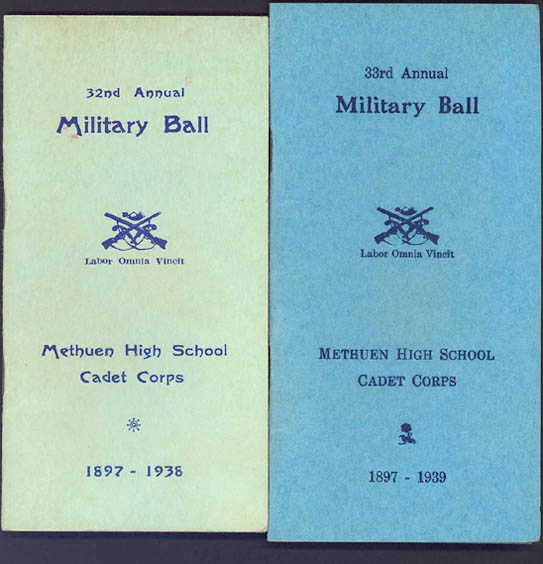 32nd Annual
Military Ball
Labor Omnia Vincit
Methuen High School
Cadet Corps
1897 - 1938
33rd Annual
Military Ball
Labor Omnia Vincit
METHUEN HIGH SCHOOL
CADET CORPS
1897 - 1939